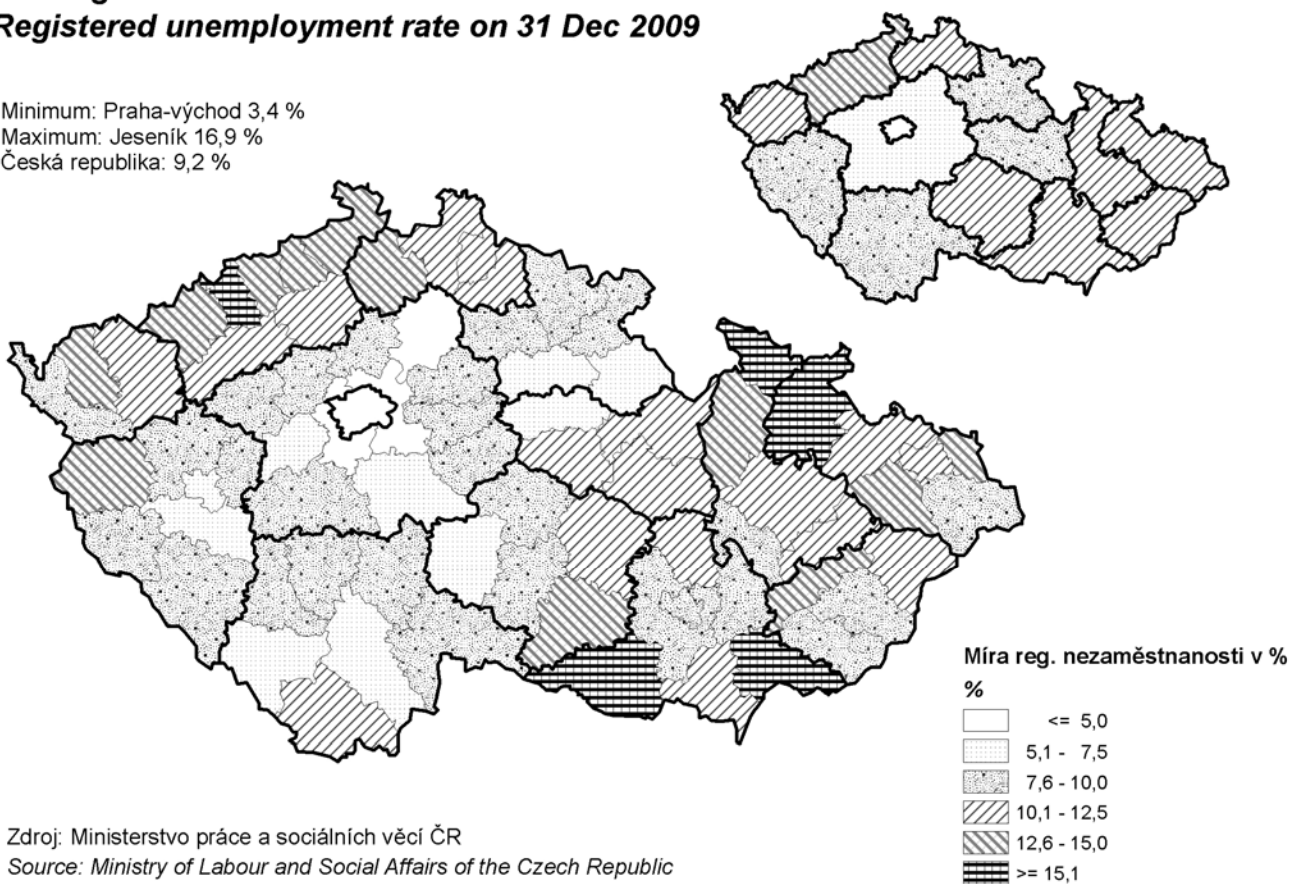 Registered unemployment rate on 31 Dec 2009
Minimum: Praha-východ 3,4 %
Maximum: Jeseník 16,9 %
Česká republika: 9,2 %
Míra reg. nezaměstnanosti v %
%
<= 5,0
5,1 - 7,5
7,6 - 10,0
10,1 - 12,5
12,6 - 15,0
>= 15,1
Zdroj: Ministerstvo práce a sociálních věcí ČR
Source: Ministry of Labour and Social Affairs of the Czech Republic